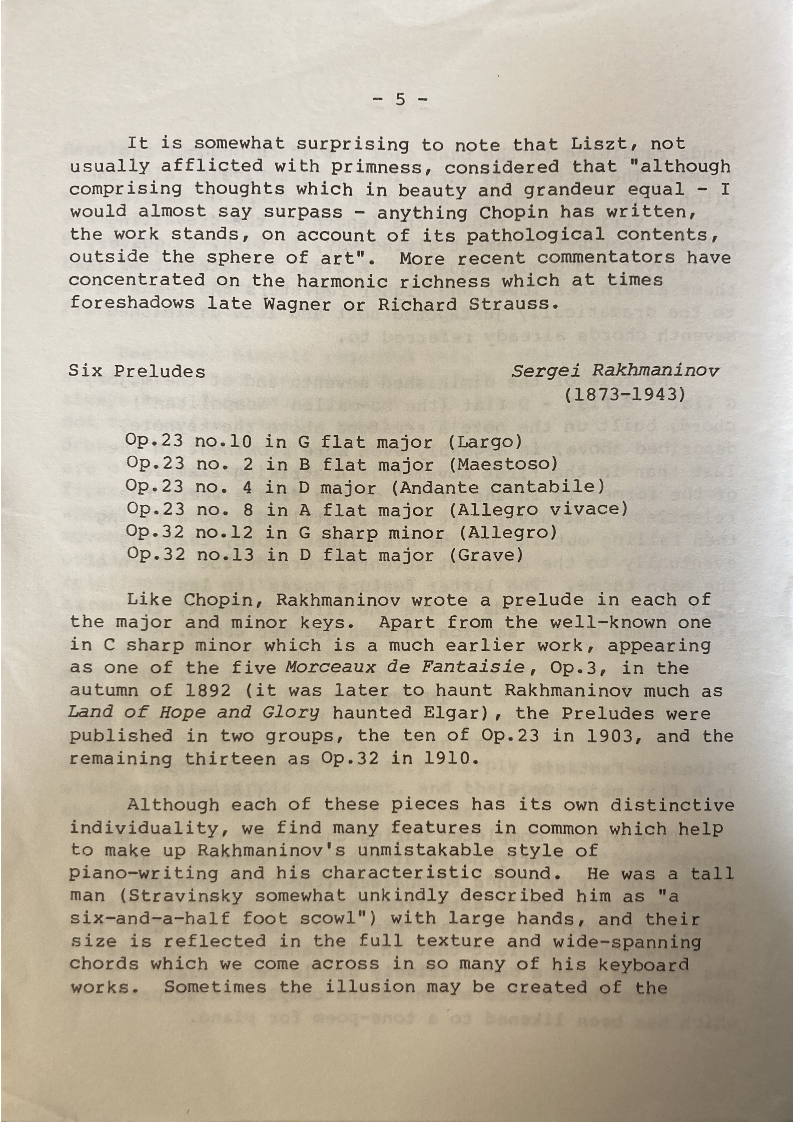 - 5 -
It is somewhat surprising to note that Liszt, not
usually afflicted with primness, considered that "although
comprising thoughts which in beauty and grandeur equal - I
would almost say surpass - anything Chopin has written,
the work stands, on account of its pathological contents,
outside the sphere of art". More recent commentators have
concentrated on the harmonic richness which at times
foreshadows late Wagner or Richard Strauss.
Six Preludes Sergei Rakhmaninov
(1873-1943)
Op.23 no.10 in G flat major (Largo)
Op.23 no. 2 in B flat major (Maestoso)
Op.23 no. 4 in D major (Andante cantabile)
Op.23 no. 8 in A flat major (Allegro vivace)
Op.32 no.12 in G sharp minor (Allegro)
Op.32 no.13 in D flat major (Grave)
Like Chopin, Rakhmaninov wrote a prelude in each of
the major and minor keys. Apart from the well-known one
in C sharp minor which is a much earlier work, appearing
as one of the five Morceaux de Fantaisie, Op.3, in the
autumn of 1892 (it was later to haunt Rakhmaninov much as
Land of Hope and Glory haunted Elgar), the Preludes were
published in two groups, the ten of Op.23 in 1903, and the
remaining thirteen as Op.32 in 1910.
Although each of these pieces has its own distinctive
individuality, we find many features in common which help
to make up Rakhmaninov's unmistakable style of
piano-writing and his characteristic sound. He was a tall
man (Stravinsky somewhat unkindly described him as "a
six-and-a-half foot scowl") with large hands, and their
size is reflected in the full texture and wide-spanning
chords which we come across in so many of his keyboard
works. Sometimes the illusion may be created of the